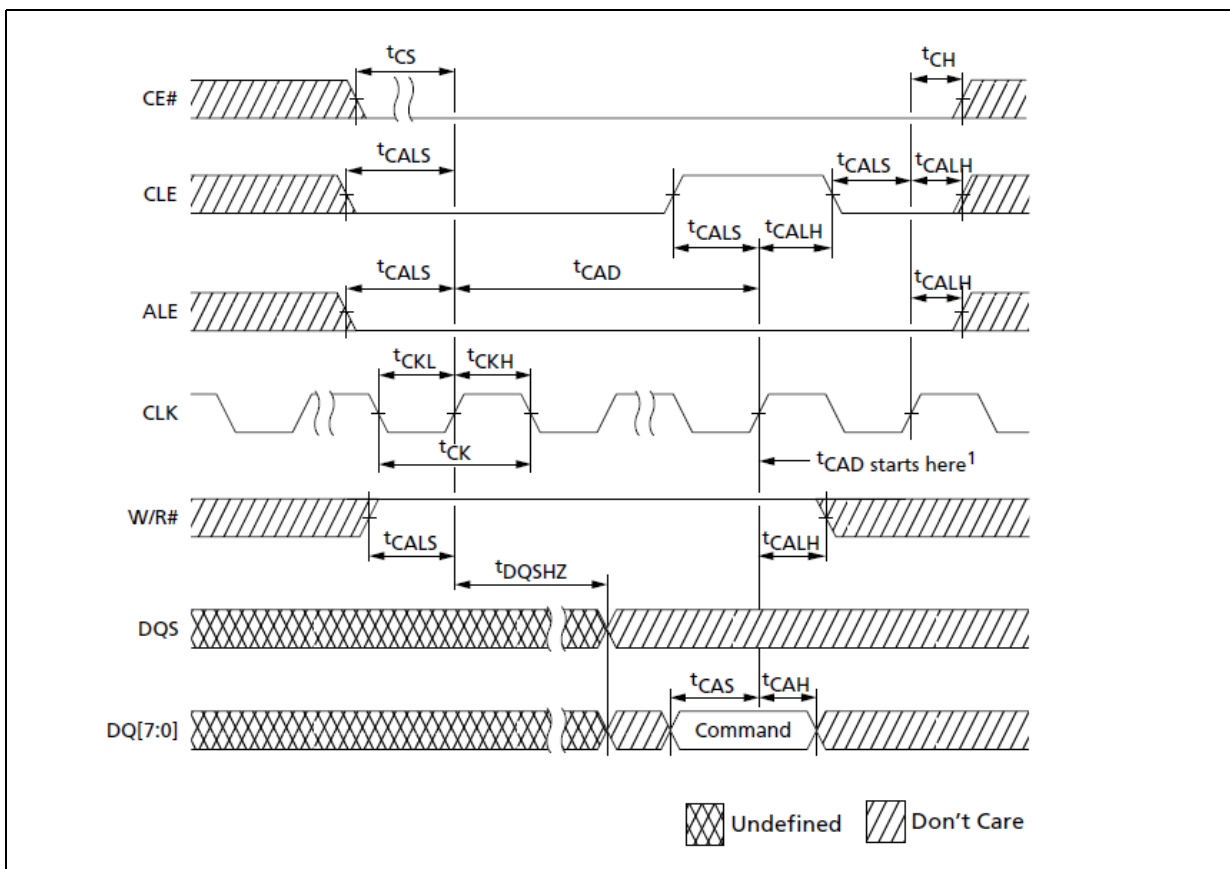 tCS
tCH
CE#
tCALS
tCALS
tCALH
CLE
tCALS
tCALH
tCALS
tCAD
tCALH
ALE
tCKL
tCKH
CLK
tCK
tCAD starts here1
W/R#
tCALS
tCALH
tDQSHZ
DQS
tCAS
tCAH
DQ[7:0]
Command
Undefined
Don't Care